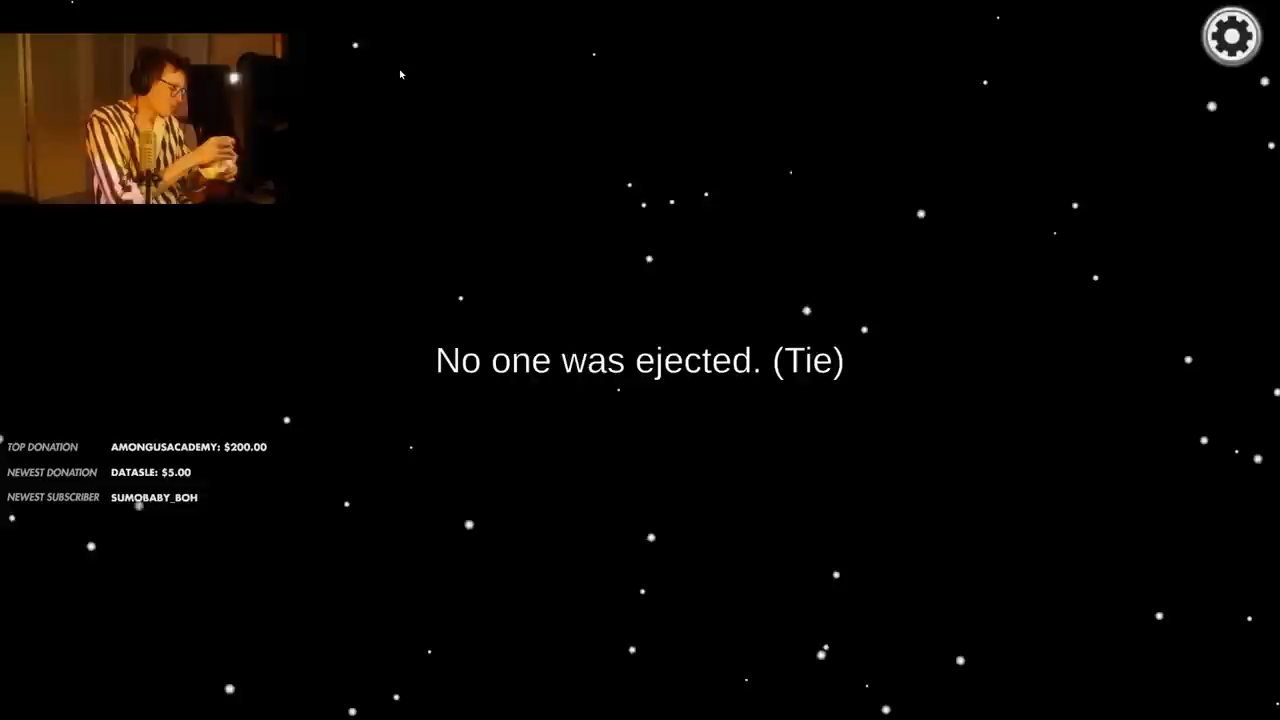 No one was ejected. (Tie)
TOP DONATION AMONGUSACADEMY: $200.00
NEWEST DONATION DATASLE: $5.00
NEWEST SUBSCRIBER SUMOBABY_BOH